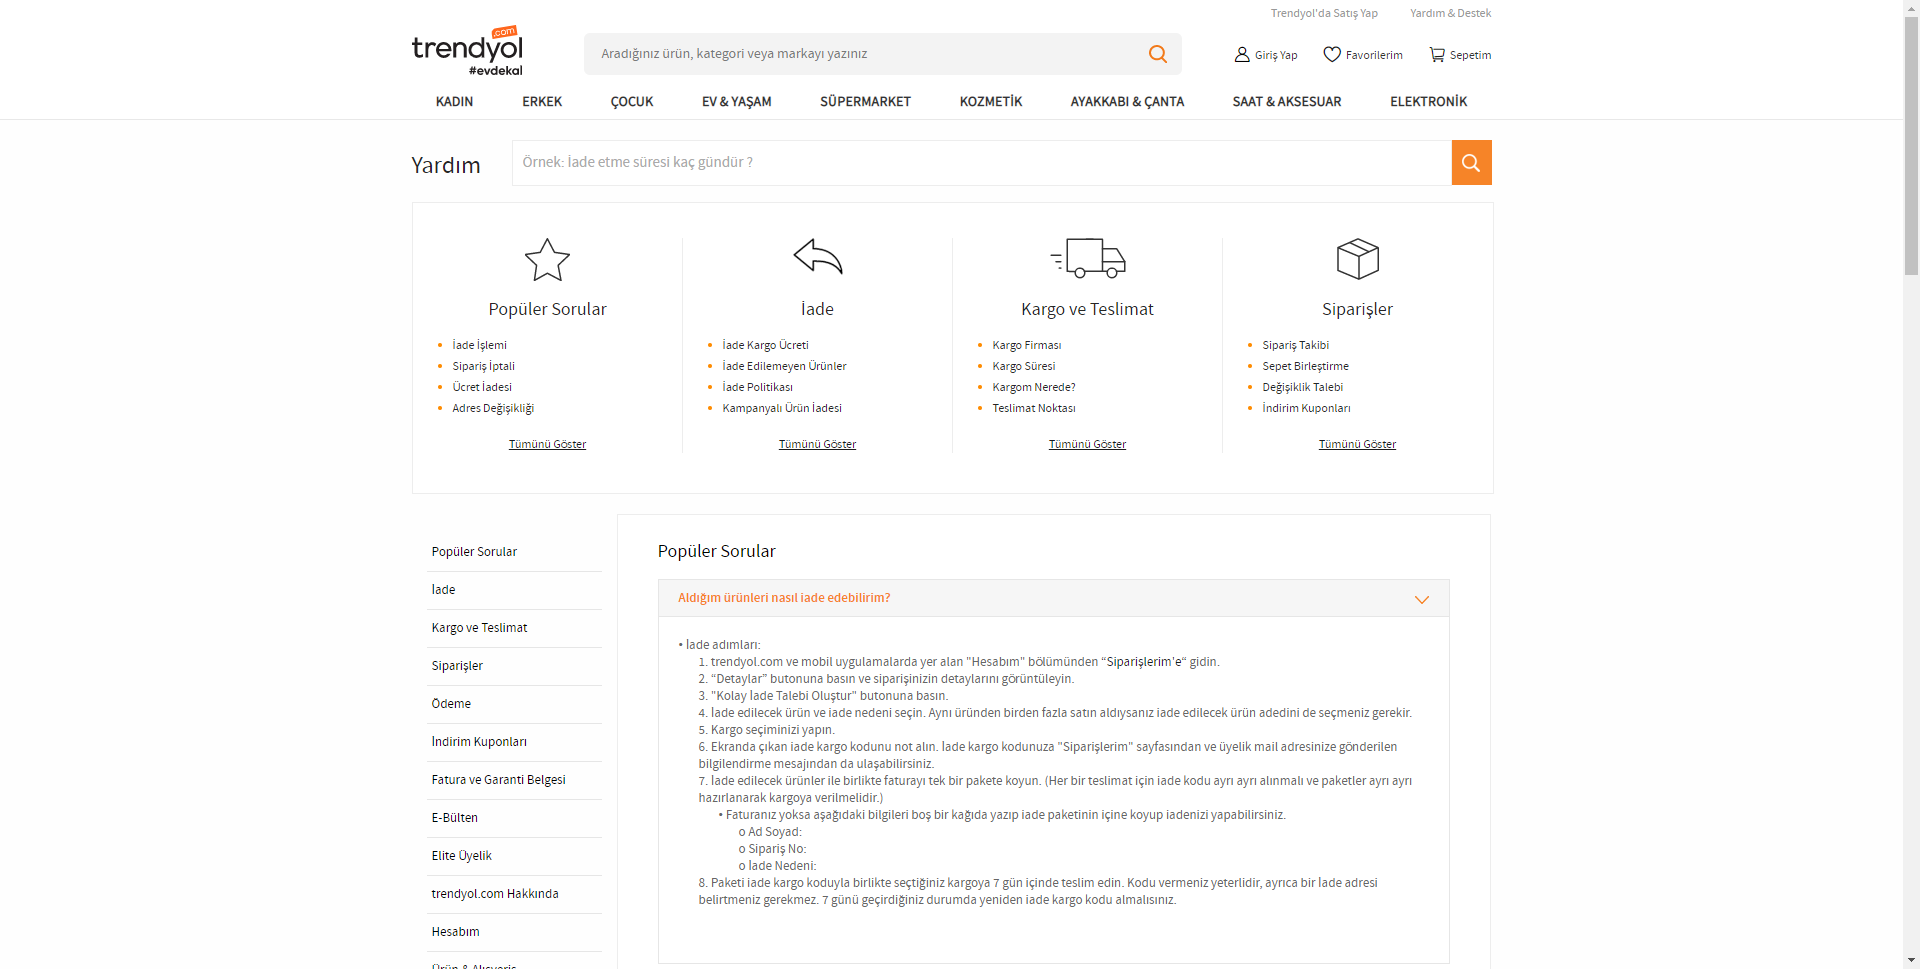 Trendyol'da Satış Yap
Yardım & Destek
trendyol
.com
#evdekal
Aradığınız ürün, kategori veya markayı yazınız
Giriş Yap
Favorilerim
Sepetim
KADIN
ERKEK
ÇOCUK
EV & YAŞAM
SÜPERMARKET
KOZMETİK
AYAKKABI & ÇANTA
SAAT & AKSESUAR
ELEKTRONİK
Yardım
Örnek: İade etme süresi kaç gündür ?
Popüler Sorular
• İade İşlemi
• Sipariş İptali
• Ücret İadesi
• Adres Değişikliği
Tümünü Göster
İade
• İade Kargo Ücreti
• İade Edilemeyen Ürünler
• İade Politikası
• Kampanyalı Ürün İadesi
Tümünü Göster
Kargo ve Teslimat
• Kargo Firması
• Kargo Süresi
• Kargom Nerede?
• Teslimat Noktası
Tümünü Göster
Siparişler
• Sipariş Takibi
• Sepet Birleştirme
• Değişiklik Talebi
• İndirim Kuponları
Tümünü Göster
Popüler Sorular
İade
Kargo ve Teslimat
Siparişler
Ödeme
İndirim Kuponları
Fatura ve Garanti Belgesi
E-Bülten
Elite Üyelik
trendyol.com Hakkında
Hesabım
Ürün & Alışveriş
Popüler Sorular
Aldığım ürünleri nasıl iade edebilirim?
• İade adımları:
1. trendyol.com ve mobil uygulamalarda yer alan "Hesabım" bölümünden “Siparişlerim'e“ gidin.
2. “Detaylar” butonuna basın ve siparişinizin detaylarını görüntüleyin.
3. "Kolay İade Talebi Oluştur" butonuna basın.
4. İade edilecek ürün ve iade nedeni seçin. Aynı üründen birden fazla satın aldıysanız iade edilecek ürün adedini de seçmeniz gerekir.
5. Kargo seçiminizi yapın.
6. Ekranda çıkan iade kargo kodunu not alın. İade kargo kodunuza "Siparişlerim" sayfasından ve üyelik mail adresinize gönderilen
bilgilendirme mesajından da ulaşabilirsiniz.
7. İade edilecek ürünler ile birlikte faturayı tek bir pakete koyun. (Her bir teslimat için iade kodu ayrı ayrı alınmalı ve paketler ayrı ayrı
hazırlanarak kargoya verilmelidir.)
• Faturanız yoksa aşağıdaki bilgileri boş bir kağıda yazıp iade paketinin içine koyup iadenizi yapabilirsiniz.
o Ad Soyad:
o Sipariş No:
o İade Nedeni:
8. Paketi iade kargo koduyla birlikte seçtiğiniz kargoya 7 gün içinde teslim edin. Kodu vermeniz yeterlidir, ayrıca bir İade adresi
belirtmeniz gerekmez. 7 günü geçirdiğiniz durumda yeniden iade kargo kodu almalısınız.